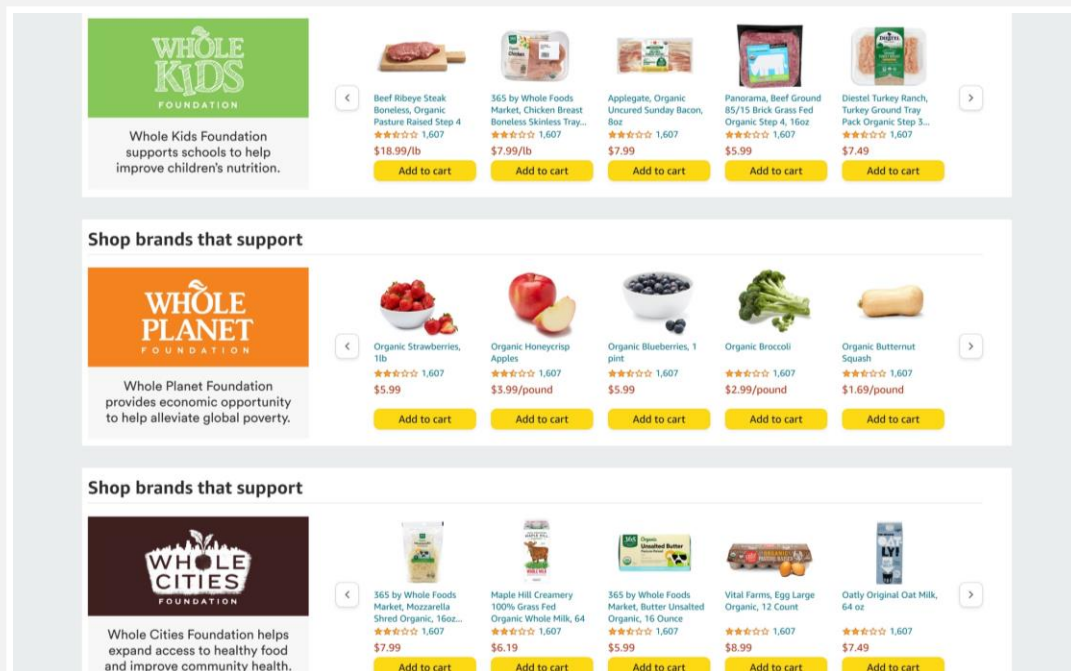 WHOLE
KIDS
FOUNDATION
Whole Kids Foundation
supports schools to help
improve children's nutrition.
Beef Ribeye Steak
Boneless, Organic
Pasture Raised Step 4
1,607
$18.99/lb
Add to cart
365 by Whole Foods
Market, Chicken Breast
Boneless Skinless Tray...
1,607
$7.99/lb
Add to cart
Applegate, Organic
Uncured Sunday Bacon,
8oz
1,607
$7.99
Add to cart
Panorama, Beef Ground
85/15 Brick Grass Fed
Organic Step 4, 16oz
1,607
$5.99
Add to cart
Diestel Turkey Ranch,
Turkey Ground Tray
Pack Organic Step 3...
1,607
$7.49
Add to cart
Shop brands that support
WHOLE
PLANET
FOUNDATION
Whole Planet Foundation
provides economic opportunity
to help alleviate global poverty.
Organic Strawberries,
1lb
1,607
$5.99
Add to cart
Organic Honeycrisp
Apples
1,607
$3.99/pound
Add to cart
Organic Blueberries, 1
pint
1,607
$5.99
Add to cart
Organic Broccoli
1,607
$2.99/pound
Add to cart
Organic Butternut
Squash
1,607
$1.69/pound
Add to cart
Shop brands that support
WHOLE
CITIES
FOUNDATION
Whole Cities Foundation helps
expand access to healthy food
and improve community health.
365 by Whole Foods
Market, Mozzarella
Shred Organic, 16oz...
1,607
$7.99
Add to cart
Maple Hill Creamery
100% Grass Fed
Organic Whole Milk, 64
1,607
$6.19
Add to cart
Organic
Unsalted Butter
365 by Whole Foods
Market, Butter Unsalted
Organic, 16 Ounce
1,607
$5.99
Add to cart
Vital Farms, Egg Large
Organic, 12 Count
1,607
$8.99
Add to cart
OAT-
LY!
Oatly Original Oat Milk,
64 oz
1,607
$7.49
Add to cart